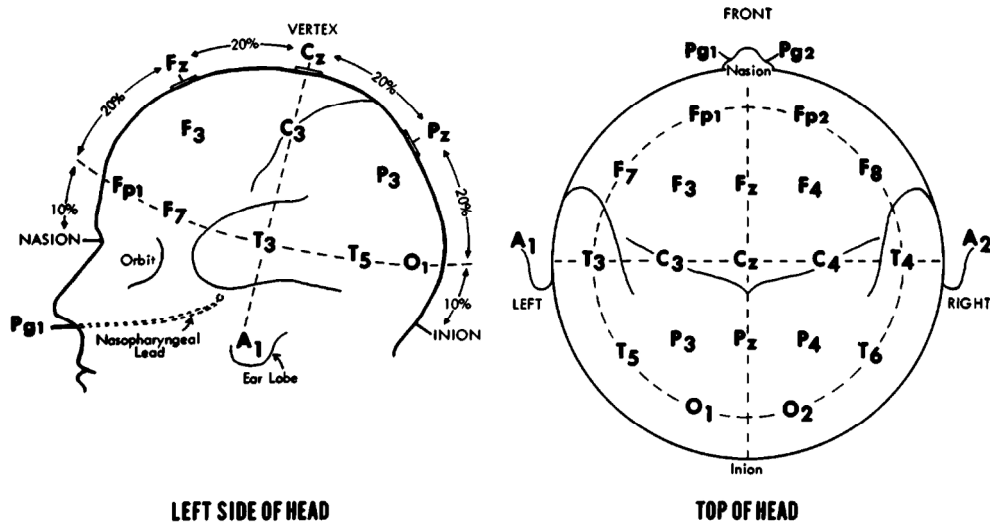 VERTEX
Cz
20%
20%
Fz
20%
20%
Pz
20%
10%
F3
C3
P3
Fp1
F7
T3
T5
O1
NASION
Orbit
10%
INION
Pg1
Nasopharyngeal
Lead
A1
Ear Lobe
LEFT SIDE OF HEAD
FRONT
Pg1 Pg2
Nasion
Fp1 Fp2
F7 F3 Fz F4 F8
A1 T3 C3 Cz C4 T4 A2
LEFT RIGHT
T5 P3 Pz P4 T6
O1 O2
Inion
TOP OF HEAD